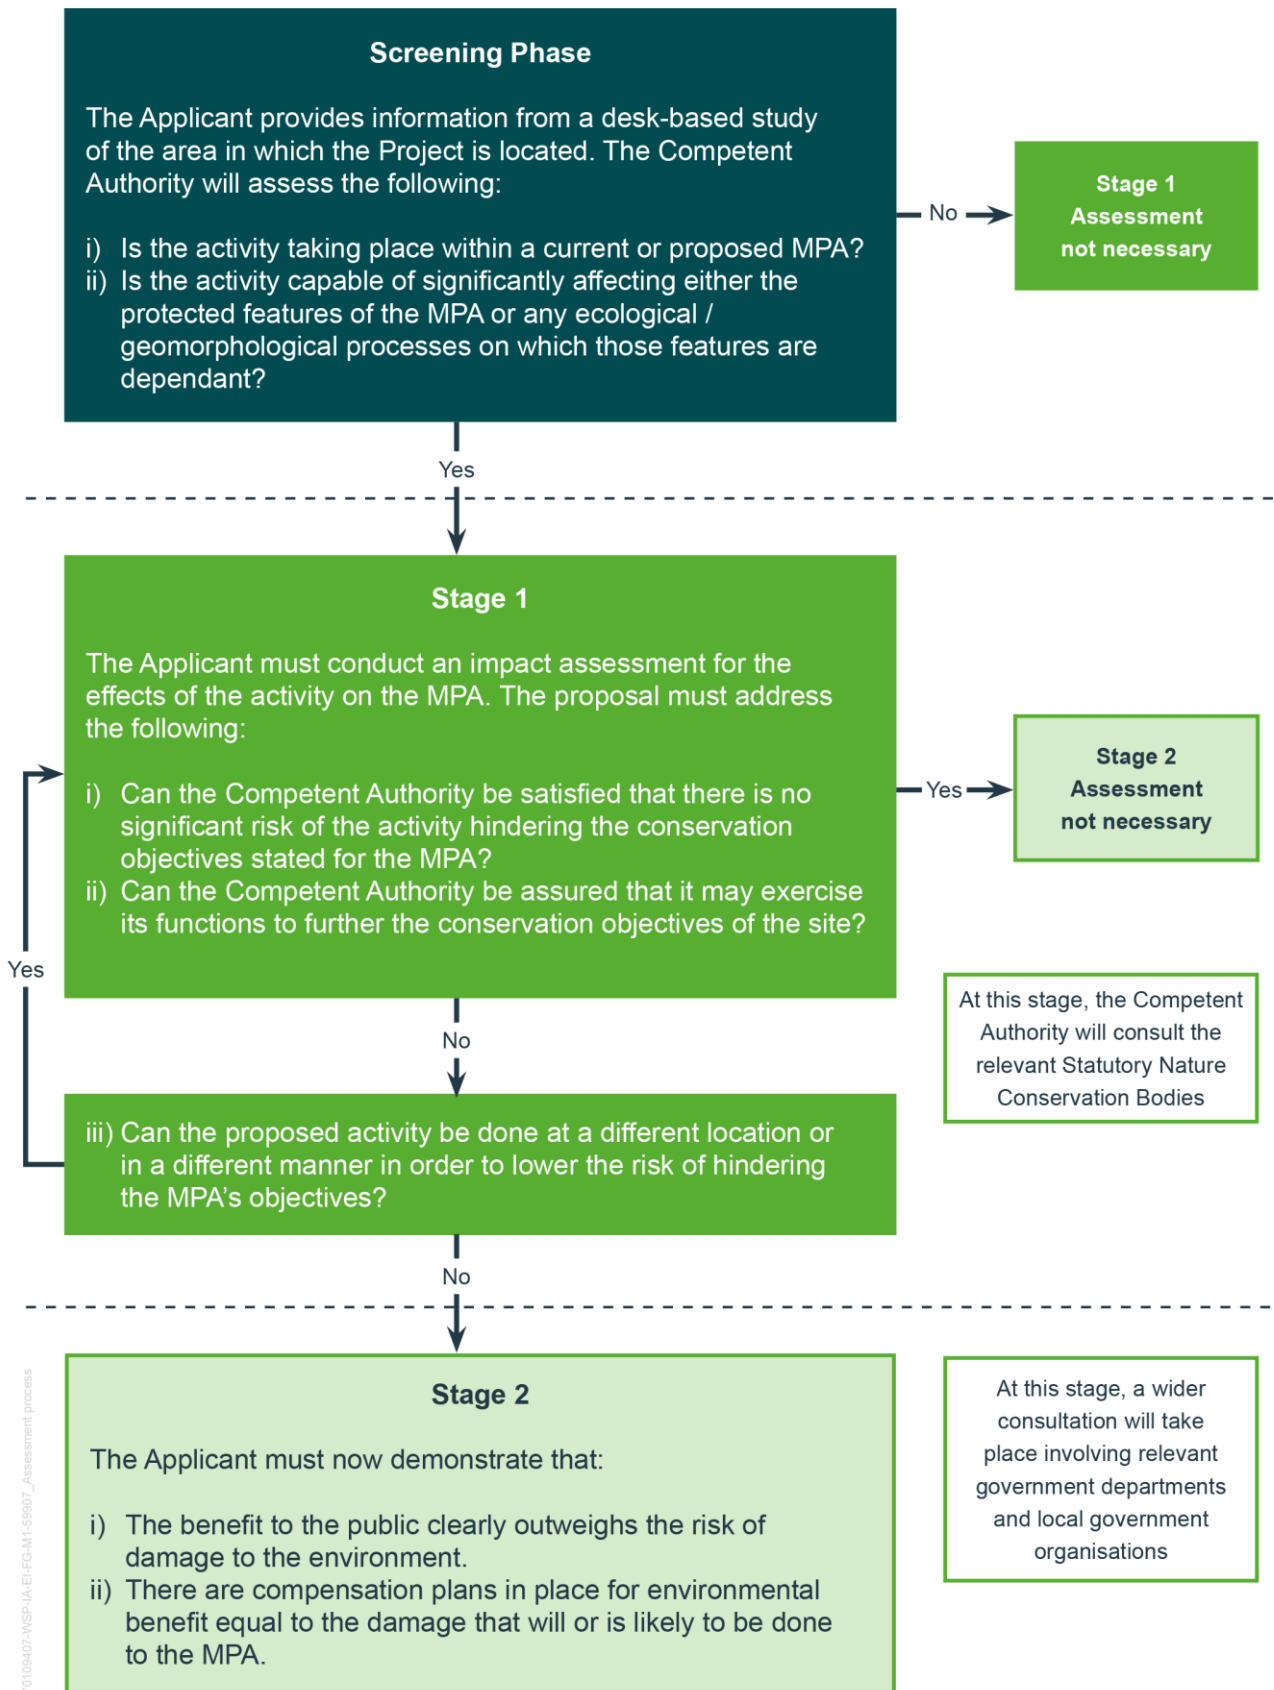 Screening Phase
The Applicant provides information from a desk-based study
of the area in which the Project is located. The Competent
Authority will assess the following:
i) Is the activity taking place within a current or proposed MPA?
ii) Is the activity capable of significantly affecting either the
protected features of the MPA or any ecological /
geomorphological processes on which those features are
dependant?
No
Stage 1
Assessment
not necessary
Yes
Stage 1
The Applicant must conduct an impact assessment for the
effects of the activity on the MPA. The proposal must address
the following:
i) Can the Competent Authority be satisfied that there is no
significant risk of the activity hindering the conservation
objectives stated for the MPA?
ii) Can the Competent Authority be assured that it may exercise
its functions to further the conservation objectives of the site?
Yes
Stage 2
Assessment
not necessary
At this stage, the Competent
Authority will consult the
relevant Statutory Nature
Conservation Bodies
No
Yes
iii) Can the proposed activity be done at a different location or
in a different manner in order to lower the risk of hindering
the MPA's objectives?
No
Stage 2
The Applicant must now demonstrate that:
i) The benefit to the public clearly outweighs the risk of
damage to the environment.
ii) There are compensation plans in place for environmental
benefit equal to the damage that will or is likely to be done
to the MPA.
At this stage, a wider
consultation will take
place involving relevant
government departments
and local government
organisations
70109407-WSP-IA-EI-FG-M1-59907_Assessment process